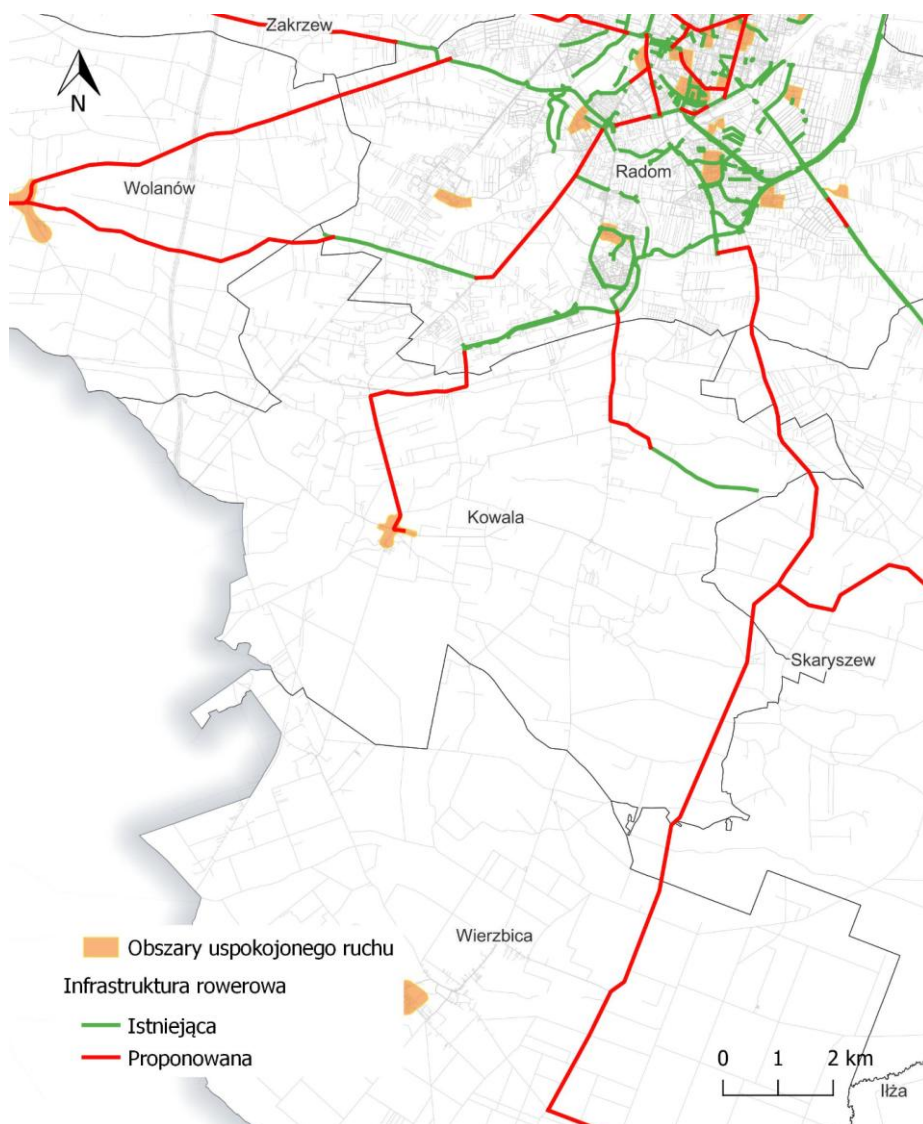 Zakrzew
N
Wolanów
Radom
Kowala
Skaryszew
Wierzbica
Obszary uspokojonego ruchu
Infrastruktura rowerowa
Istniejąca
Proponowana
0 1 2 km
Iłża